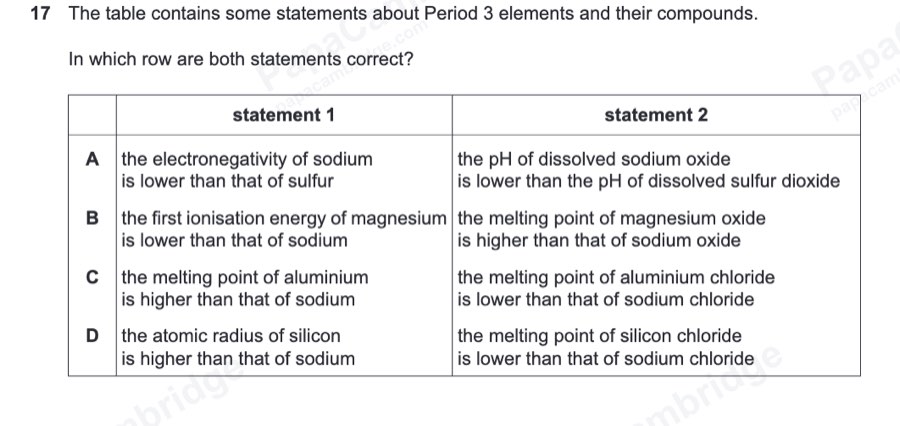 17 The table contains some statements about Period 3 elements and their compounds.
In which row are both statements correct?
statement 1 statement 2
A the electronegativity of sodium the pH of dissolved sodium oxide
is lower than that of sulfur is lower than the pH of dissolved sulfur dioxide
B the first ionisation energy of magnesium the melting point of magnesium oxide
is lower than that of sodium is higher than that of sodium oxide
C the melting point of aluminium the melting point of aluminium chloride
is higher than that of sodium is lower than that of sodium chloride
D the atomic radius of silicon the melting point of silicon chloride
is higher than that of sodium is lower than that of sodium chloride